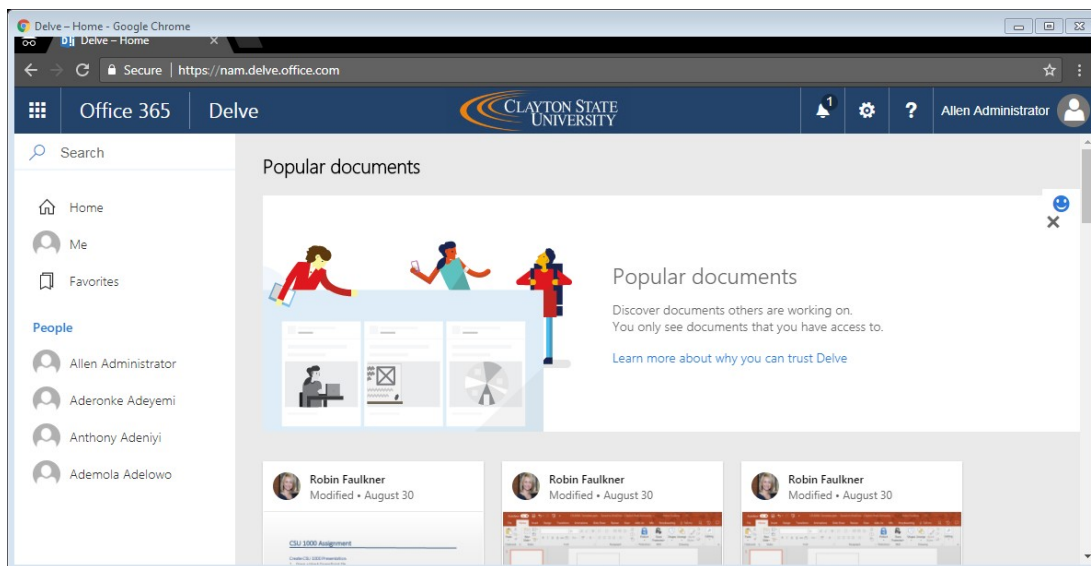 Delve – Home - Google Chrome
Delve – Home
Secure | https://nam.delve.office.com
Office 365
Delve
CLAYTON STATE
UNIVERSITY
1
?
Allen Administrator
Search
Popular documents
Home
Me
Favorites
People
Allen Administrator
Aderonke Adeyemi
Anthony Adeniyi
Ademola Adelowo
Popular documents
Discover documents others are working on.
You only see documents that you have access to.
Learn more about why you can trust Delve
Robin Faulkner
Modified • August 30
Robin Faulkner
Modified • August 30
Robin Faulkner
Modified • August 30
CSU 1000 Assignment